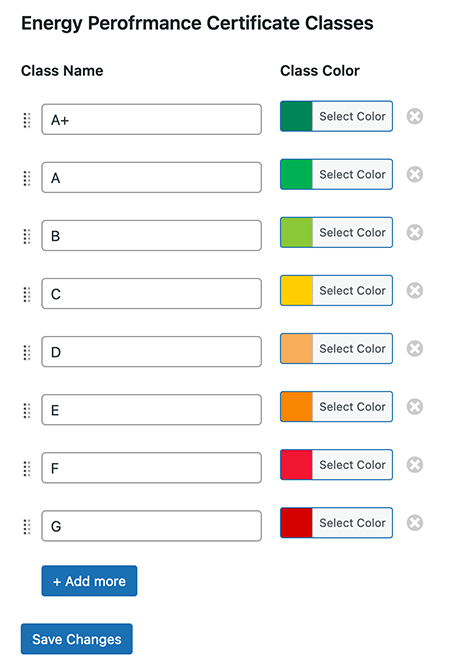 Energy Perofrmance Certificate Classes
Class Name Class Color
A+ Select Color
A Select Color
B Select Color
C Select Color
D Select Color
E Select Color
F Select Color
G Select Color
+ Add more
Save Changes